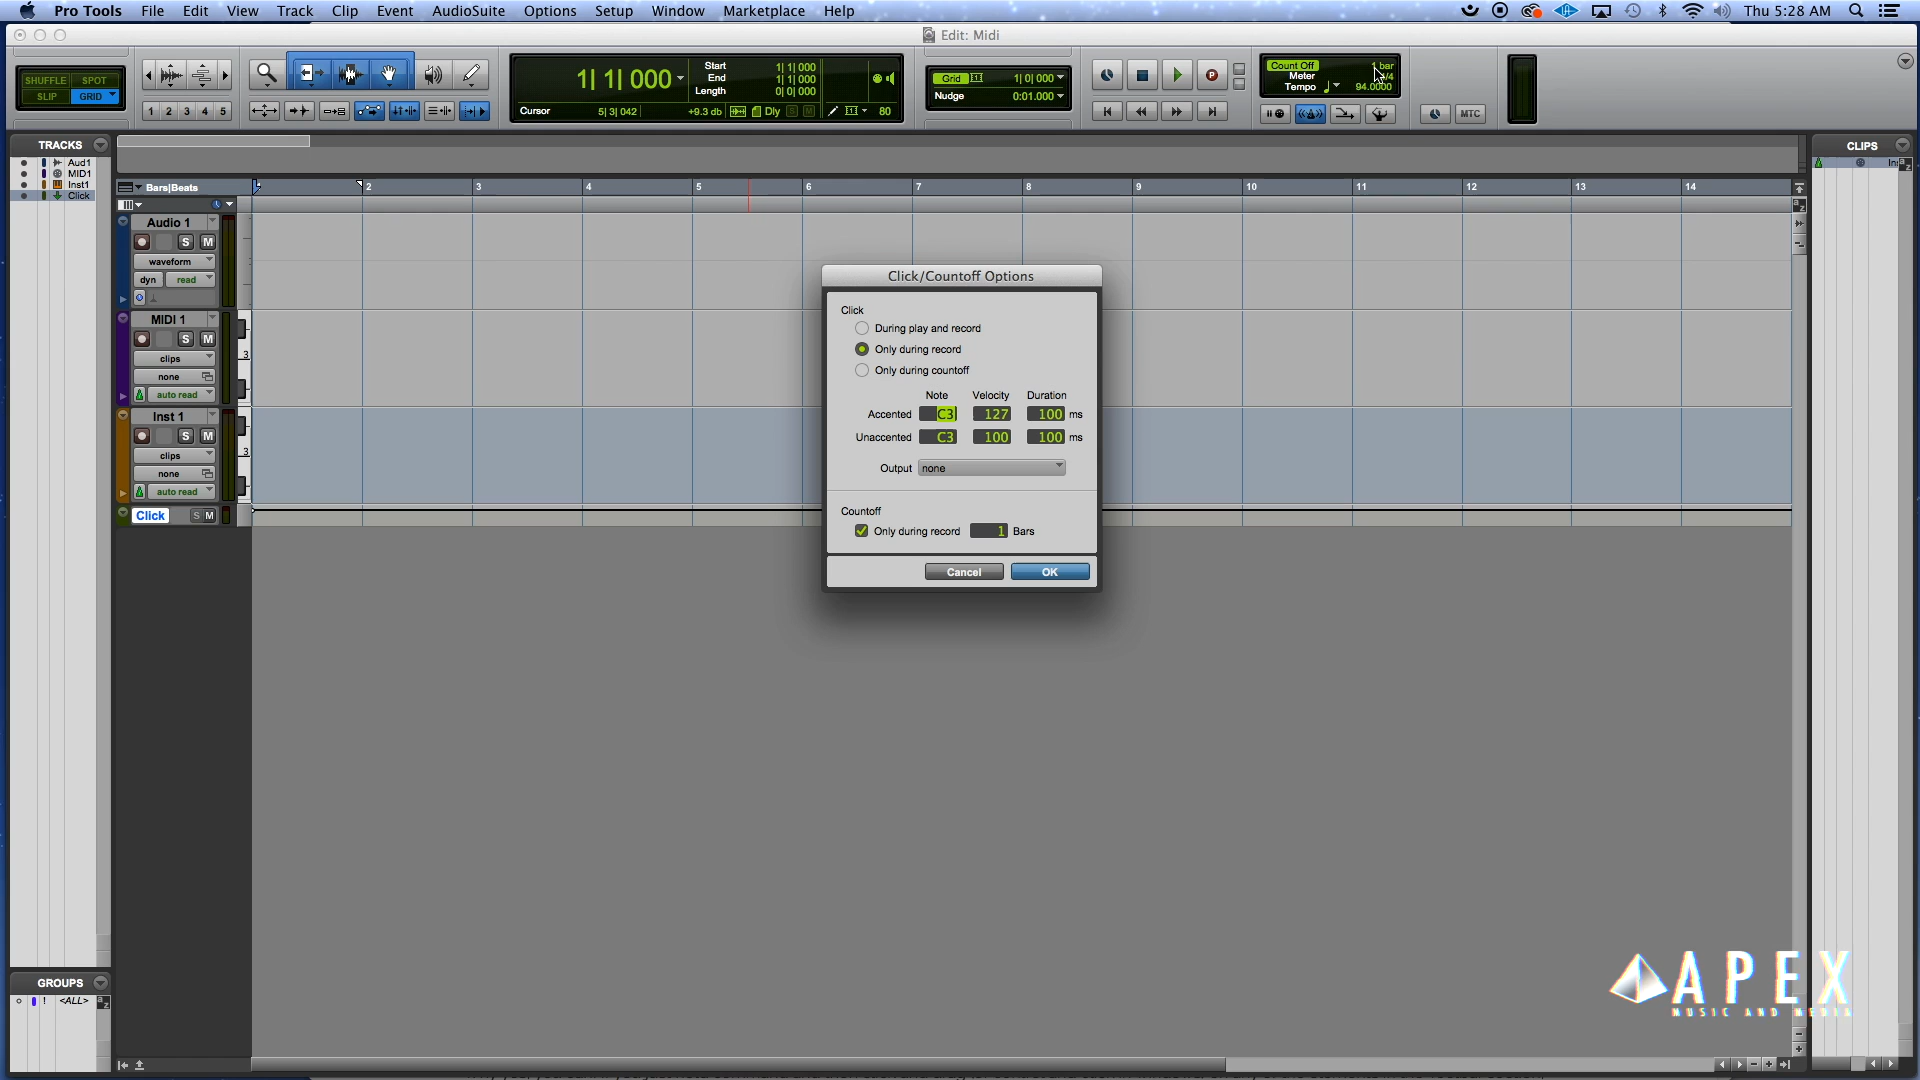 Pro Tools File Edit View Track Clip Event AudioSuite Options Setup Window Marketplace Help Thu 5:28 AM
Edit: Midi
SHUFFLE SPOT
SLIP GRID
1 2 3 4 5
1| 1| 000
Start 1| 1| 000
End 1| 1| 000
Length 0| 0| 000
Cursor 5| 3| 042 +9.3 db Dly S M 80
Grid 1| 0| 000
Nudge 0:01.000
Count Off 1 bar
Meter 4/4
Tempo 94.0000
MTC
TRACKS
Aud1
MIDI1
Inst1
Click
CLIPS
Bars|Beats 2 3 4 5 6 7 8 9 10 11 12 13 14
Audio 1
S M
waveform
dyn read
MIDI 1
S M
clips
none
auto read
3
Inst 1
S M
clips
none
auto read
3
Click S M
Click/Countoff Options
Click
During play and record
Only during record
Only during countoff
Note Velocity Duration
Accented C3 127 100 ms
Unaccented C3 100 100 ms
Output none
Countoff
Only during record 1 Bars
Cancel OK
GROUPS
! <ALL>
APEX
MUSIC AND MEDIA